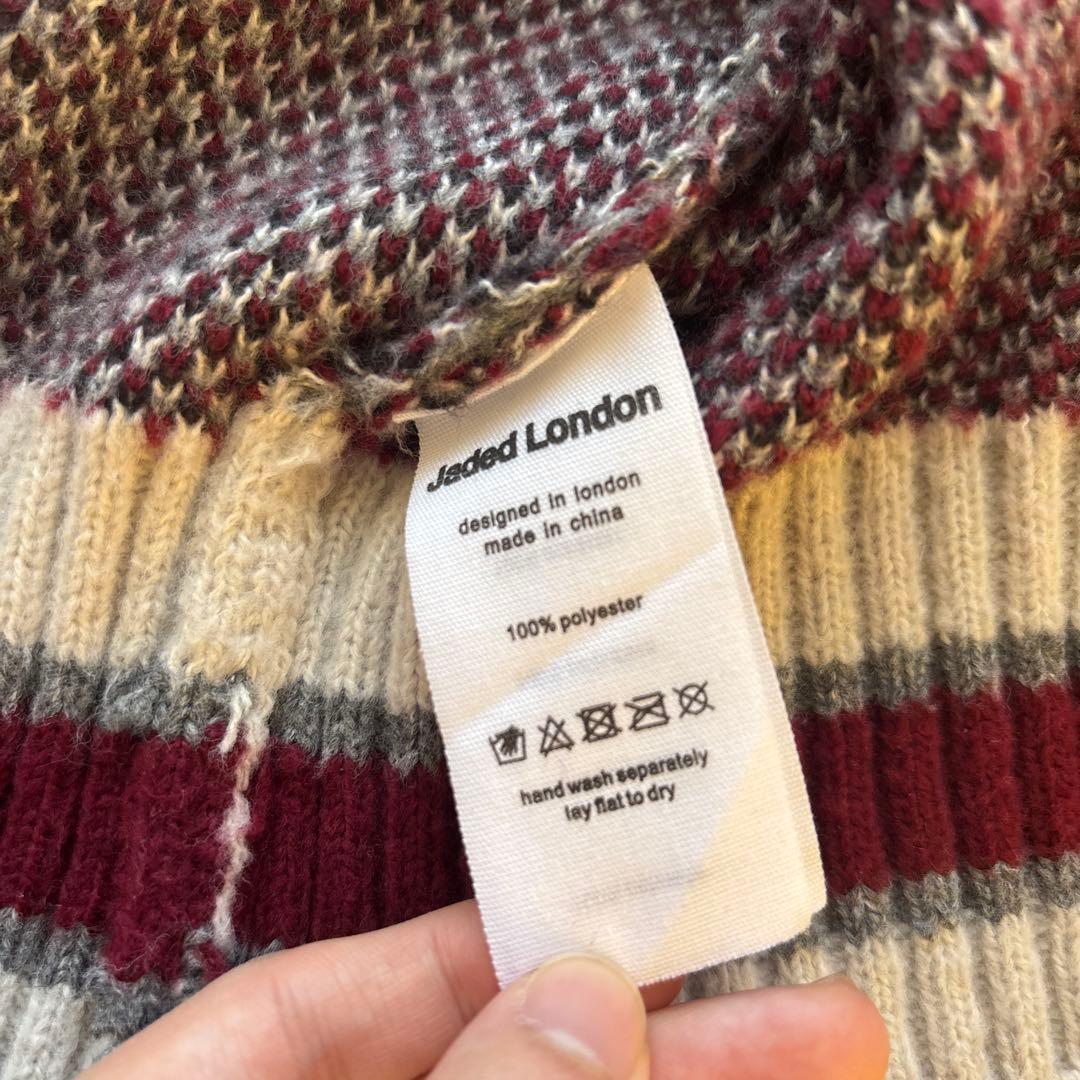 Jaded London
designed in london
made in china
100% polyester
hand wash separately
lay flat to dry